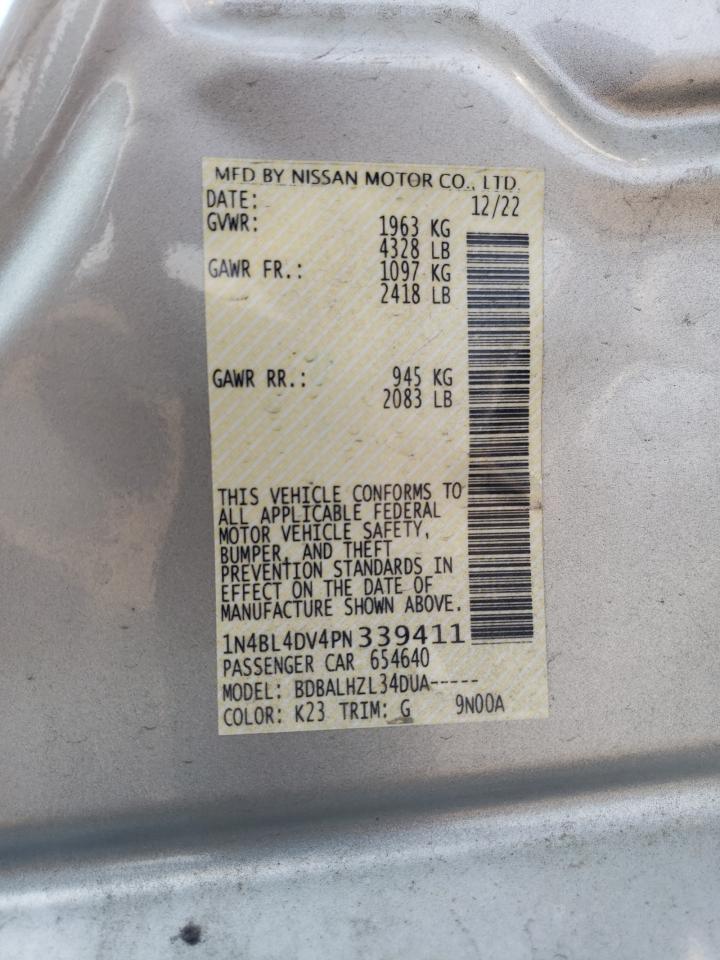 MFD BY NISSAN MOTOR CO., LTD.
DATE: 12/22
GVWR: 1963 KG
4328 LB
GAWR FR.: 1097 KG
2418 LB
GAWR RR.: 945 KG
2083 LB
THIS VEHICLE CONFORMS TO
ALL APPLICABLE FEDERAL
MOTOR VEHICLE SAFETY,
BUMPER, AND THEFT
PREVENTION STANDARDS IN
EFFECT ON THE DATE OF
MANUFACTURE SHOWN ABOVE.
1N4BL4DV4PN339411
PASSENGER CAR 654640
MODEL: BDBALHZL34DUA-----
COLOR: K23 TRIM: G 9N00A